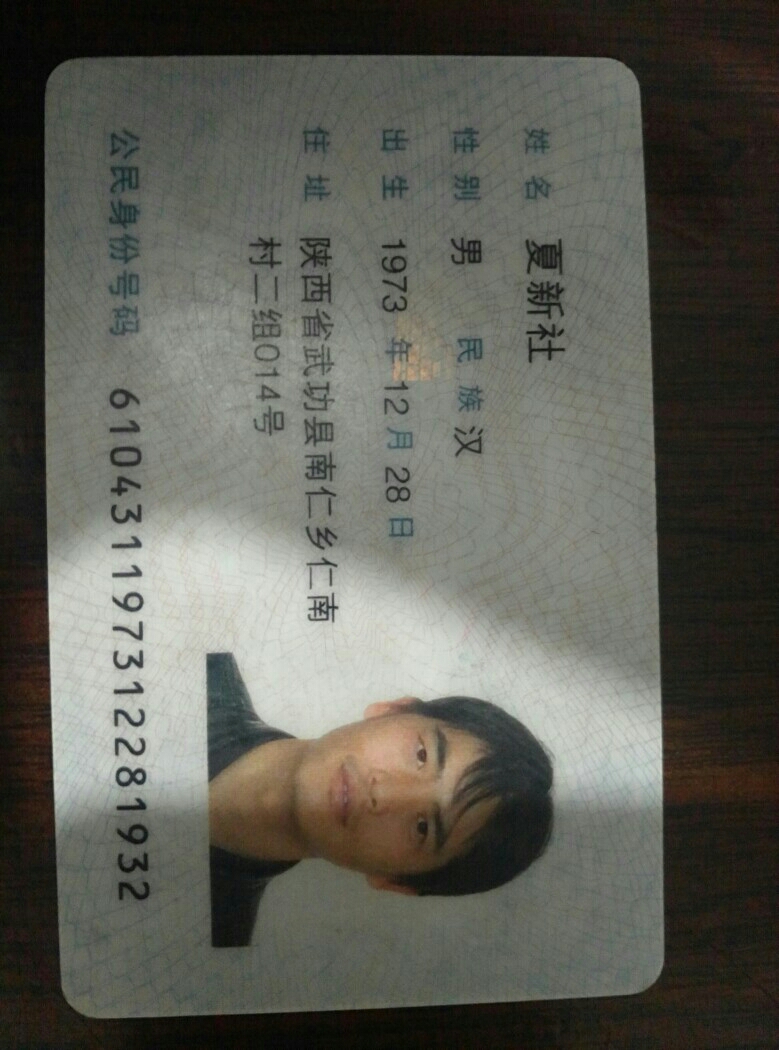 姓名 夏新社
性别 男 民族 汉
出生 1973 年 12 月 28 日
住址 陕西省武功县南仁乡仁南
村二组014号
公民身份号码 610431197312281932